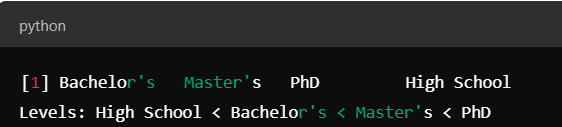 python
[1] Bachelor's   Master's   PhD        High School
Levels: High School < Bachelor's < Master's < PhD